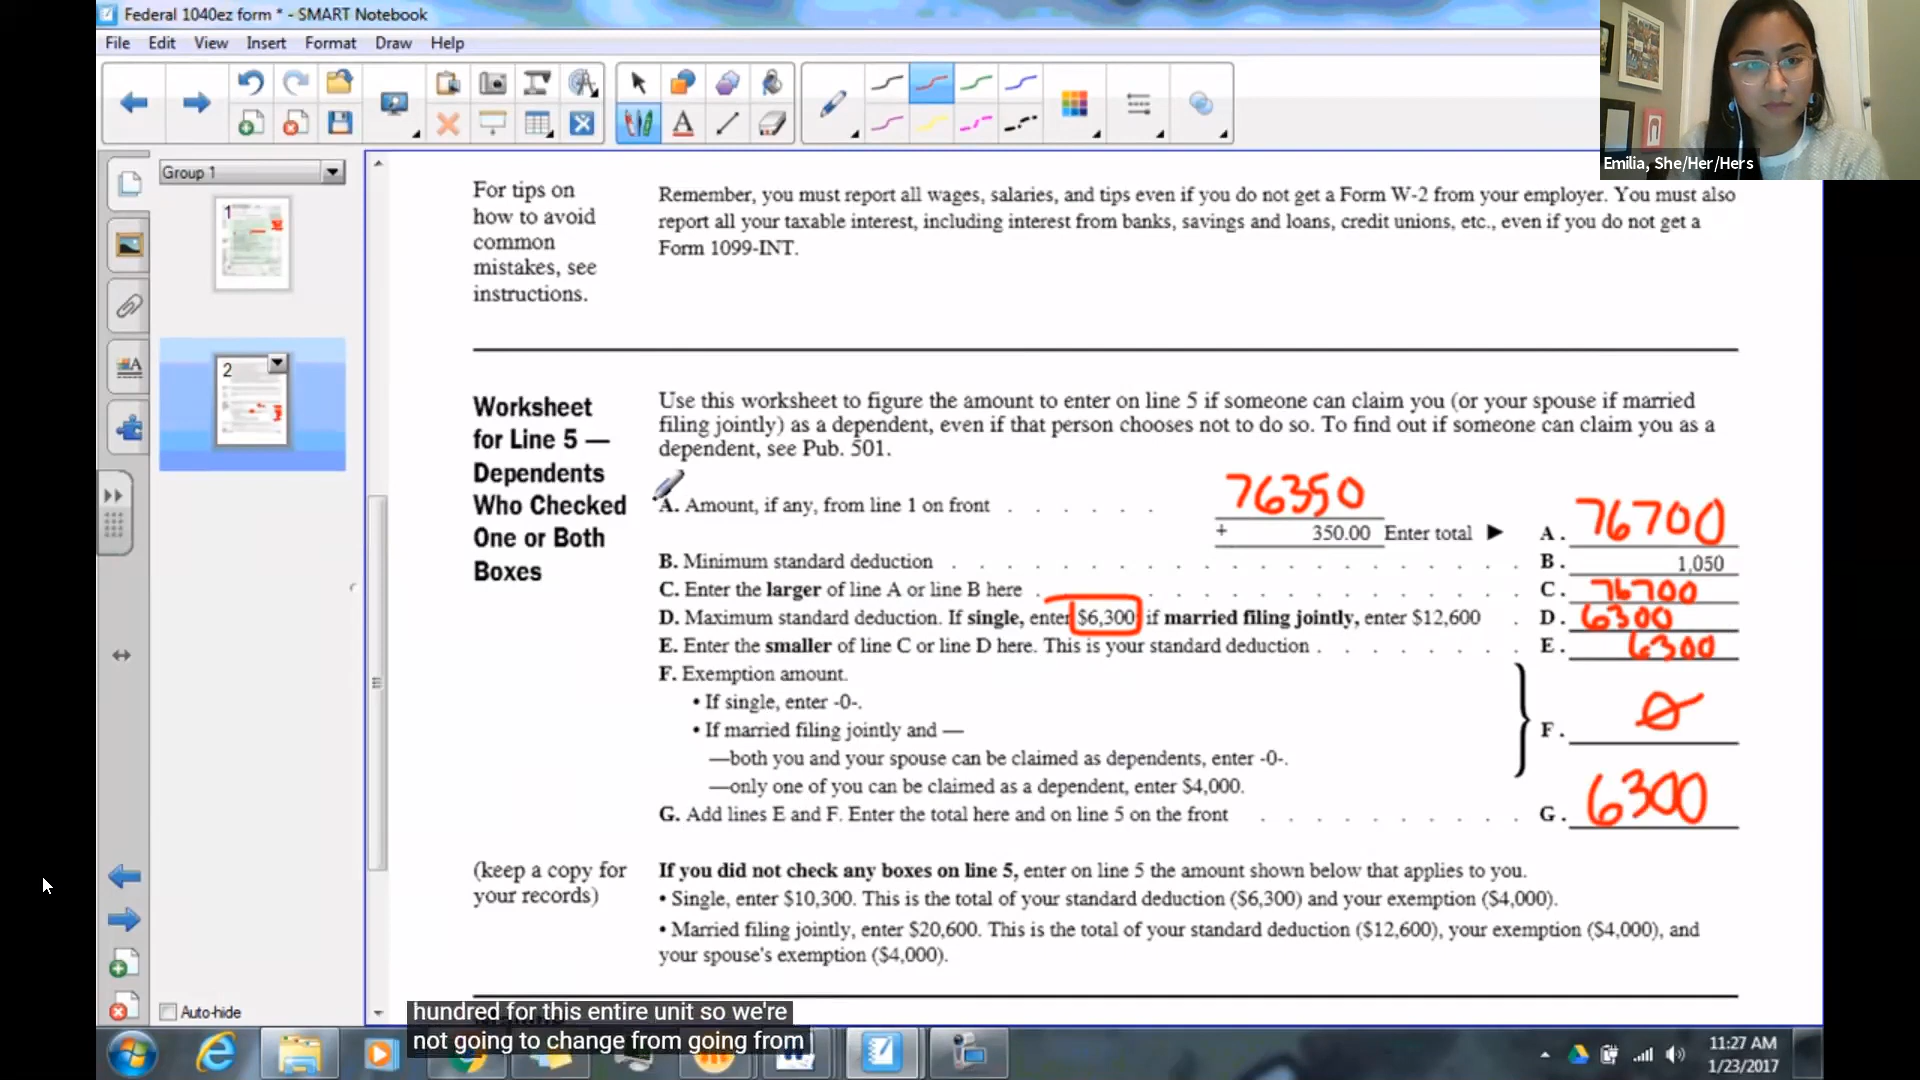 Federal 1040ez form * - SMART Notebook
File Edit View Insert Format Draw Help
Emilia, She/Her/Hers
Group 1
1
2
For tips on
how to avoid
common
mistakes, see
instructions.
Remember, you must report all wages, salaries, and tips even if you do not get a Form W-2 from your employer. You must also
report all your taxable interest, including interest from banks, savings and loans, credit unions, etc., even if you do not get a
Form 1099-INT.
Worksheet
for Line 5 —
Dependents
Who Checked
One or Both
Boxes
Use this worksheet to figure the amount to enter on line 5 if someone can claim you (or your spouse if married
filing jointly) as a dependent, even if that person chooses not to do so. To find out if someone can claim you as a
dependent, see Pub. 501.
A. Amount, if any, from line 1 on front . . . . . . 76350
+ 350.00 Enter total ► A. 76700
B. Minimum standard deduction . . . . . . . . . . . . . . . . . . . . . B. 1,050
C. Enter the larger of line A or line B here . . . . . . . . . . . . . . . . . . C. 76700
D. Maximum standard deduction. If single, enter $6,300 if married filing jointly, enter $12,600 . D. 6300
E. Enter the smaller of line C or line D here. This is your standard deduction . . . . . . . . E. 6300
F. Exemption amount.
• If single, enter -0-.
• If married filing jointly and —
—both you and your spouse can be claimed as dependents, enter -0-.
—only one of you can be claimed as a dependent, enter $4,000.
F. 0
G. Add lines E and F. Enter the total here and on line 5 on the front . . . . . . . . . . G. 6300
(keep a copy for
your records)
If you did not check any boxes on line 5, enter on line 5 the amount shown below that applies to you.
• Single, enter $10,300. This is the total of your standard deduction ($6,300) and your exemption ($4,000).
• Married filing jointly, enter $20,600. This is the total of your standard deduction ($12,600), your exemption ($4,000), and
your spouse's exemption ($4,000).
Auto-hide
hundred for this entire unit so we're
not going to change from going from
11:27 AM
1/23/2017